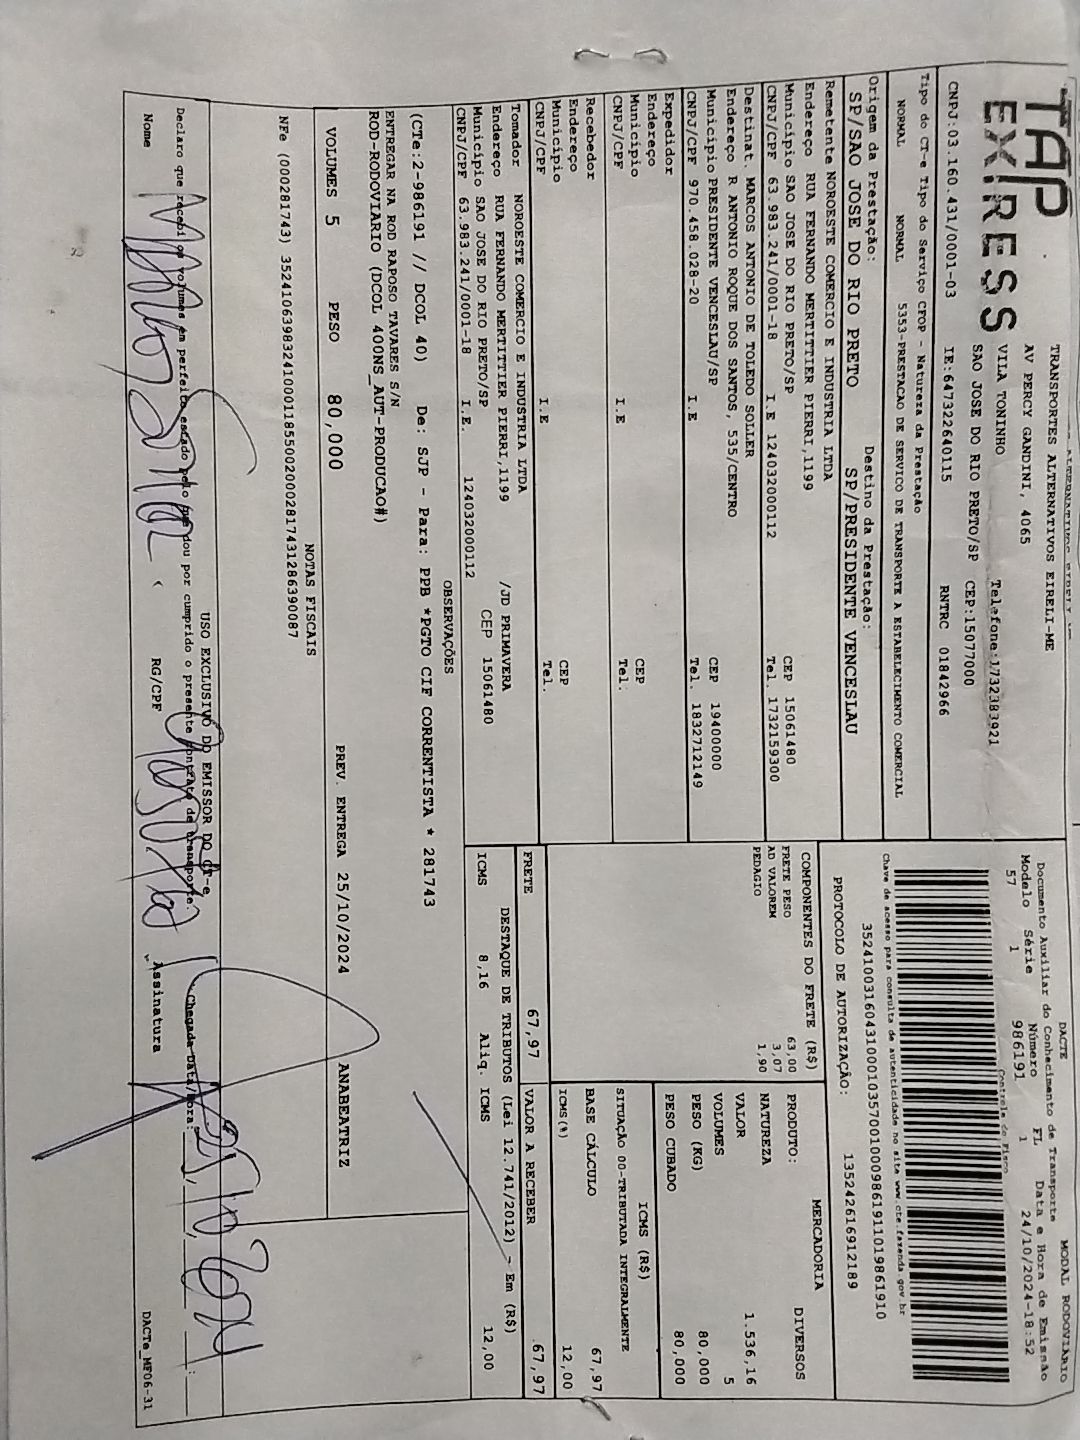 TAP
EXPRESS
TRANSPORTES ALTERNATIVOS EIRELI-ME
AV PERCY GANDINI, 4065
VILA TONINHO Telefone:1732383921
SAO JOSE DO RIO PRETO/SP CEP:15077000
CNPJ:03.160.431/0001-03 IE:647322640115 RNTRC 01842966
Tipo do CT-e Tipo do Serviço CFOP - Natureza da Prestação
NORMAL NORMAL 5353-PRESTACAO DE SERVICO DE TRANSPORTE A ESTABELECIMENTO COMERCIAL
Origem da Prestação: Destino da Prestação:
SP/SAO JOSE DO RIO PRETO SP/PRESIDENTE VENCESLAU
Remetente NOROESTE COMERCIO E INDUSTRIA LTDA
Endereço RUA FERNANDO MERTITTIER PIERRI,1199
Município SAO JOSE DO RIO PRETO/SP CEP 15061480
CNPJ/CPF 63.983.241/0001-18 I.E 124032000112 Tel. 1732159300
Destinat. MARCOS ANTONIO DE TOLEDO SOLLER
Endereço R ANTONIO ROQUE DOS SANTOS, 535/CENTRO
Município PRESIDENTE VENCESLAU/SP CEP 19400000
CNPJ/CPF 970.458.028-20 I.E Tel. 1832712149
Expedidor
Endereço
Município CEP
CNPJ/CPF I.E Tel.
Recebedor
Endereço
Município CEP
CNPJ/CPF I.E Tel.
Tomador NOROESTE COMERCIO E INDUSTRIA LTDA
Endereço RUA FERNANDO MERTITTIER PIERRI,1199 /JD PRIMAVERA
Município SAO JOSE DO RIO PRETO/SP CEP 15061480
CNPJ/CPF 63.983.241/0001-18 I.E. 124032000112
DACTE MODAL RODOVIÁRIO
Documento Auxiliar do Conhecimento de Transporte
Modelo Série Número FL Data e Hora de Emissão
57 1 986191 1 24/10/2024-18:52
Controle do Fisco
Chave de acesso para consulta de autenticidade no site www.cte.fazenda.gov.br
35241003160431000103570010009861911019861910
PROTOCOLO DE AUTORIZAÇÃO: 135242616912189
COMPONENTES DO FRETE (R$)
FRETE PESO 63,00
AD VALOREM 3,07
PEDAGIO 1,90
MERCADORIA
PRODUTO: DIVERSOS
NATUREZA
VALOR 1.536,16
VOLUMES 5
PESO (KG) 80,000
PESO CUBADO 80,000
ICMS (R$)
SITUAÇÃO 00-TRIBUTADA INTEGRALMENTE
BASE CÁLCULO 67,97
ICMS(%) 12,00
FRETE 67,97 VALOR A RECEBER 67,97
DESTAQUE DE TRIBUTOS (Lei 12.741/2012) - Em (R$)
ICMS 8,16 Aliq. ICMS 12,00
OBSERVAÇÕES
(CTe:2-986191 // DCOL 40) De: SJP - Para: PPB *PGTO CIF CORRENTISTA * 281743
ENTREGAR NA ROD RAPOSO TAVARES S/N
ROD-RODOVIARIO (DCOL 400NS_AUT-PRODUCAO#)
VOLUMES 5 PESO 80,000 PREV. ENTREGA 25/10/2024 ANABEATRIZ
NOTAS FISCAIS
NFe (000281743) 35241063983241000118550020002817431286390087
USO EXCLUSIVO DO EMISSOR DO CT-e
Declaro que recebi os volumes em perfeito estado pelo que dou por cumprido o presente contrato de transporte. Chegada Data/Hora:
25/10/2024
Nome RG/CPF Assinatura
DACTe_MF06-31